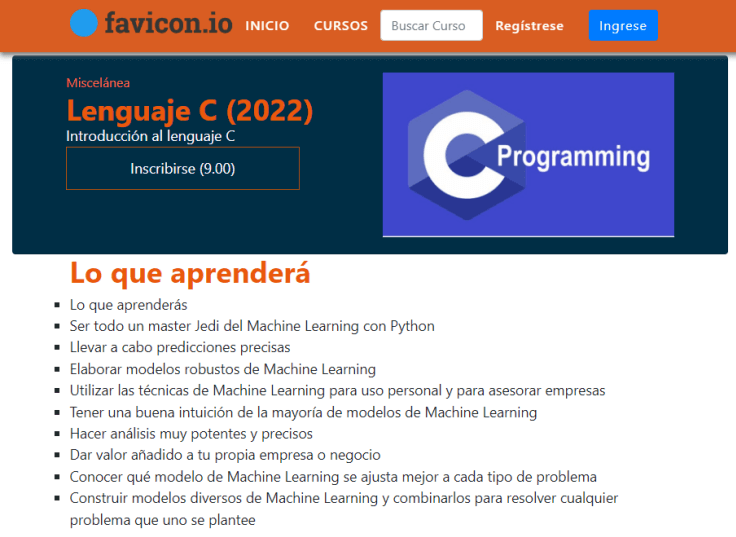 favicon.io INICIO CURSOS Buscar Curso Regístrese Ingrese
Miscelánea
Lenguaje C (2022)
Introducción al lenguaje C
Inscribirse (9.00)
C Programming
Lo que aprenderá
Lo que aprenderás
Ser todo un master Jedi del Machine Learning con Python
Llevar a cabo predicciones precisas
Elaborar modelos robustos de Machine Learning
Utilizar las técnicas de Machine Learning para uso personal y para asesorar empresas
Tener una buena intuición de la mayoría de modelos de Machine Learning
Hacer análisis muy potentes y precisos
Dar valor añadido a tu propia empresa o negocio
Conocer qué modelo de Machine Learning se ajusta mejor a cada tipo de problema
Construir modelos diversos de Machine Learning y combinarlos para resolver cualquier
problema que uno se plantee